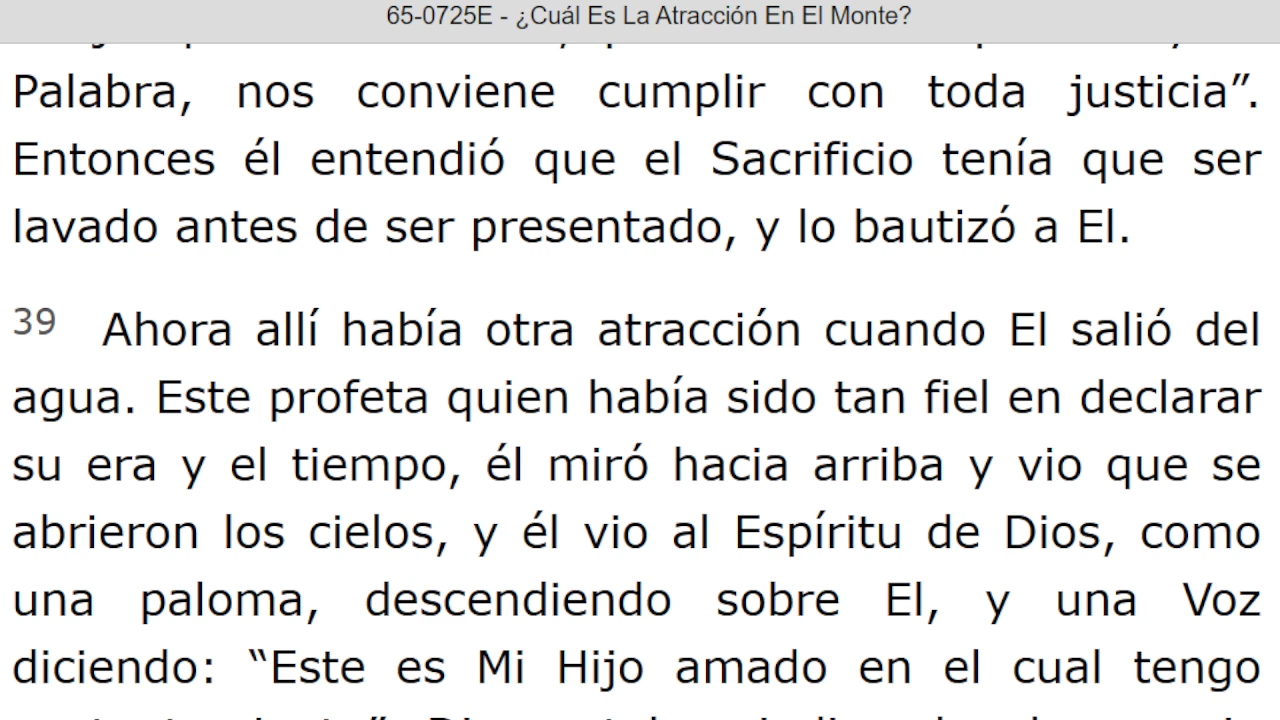 65-0725E - ¿Cuál Es La Atracción En El Monte?
Palabra, nos conviene cumplir con toda justicia”.
Entonces él entendió que el Sacrificio tenía que ser
lavado antes de ser presentado, y lo bautizó a El.
39 Ahora allí había otra atracción cuando El salió del
agua. Este profeta quien había sido tan fiel en declarar
su era y el tiempo, él miró hacia arriba y vio que se
abrieron los cielos, y él vio al Espíritu de Dios, como
una paloma, descendiendo sobre El, y una Voz
diciendo: “Este es Mi Hijo amado en el cual tengo